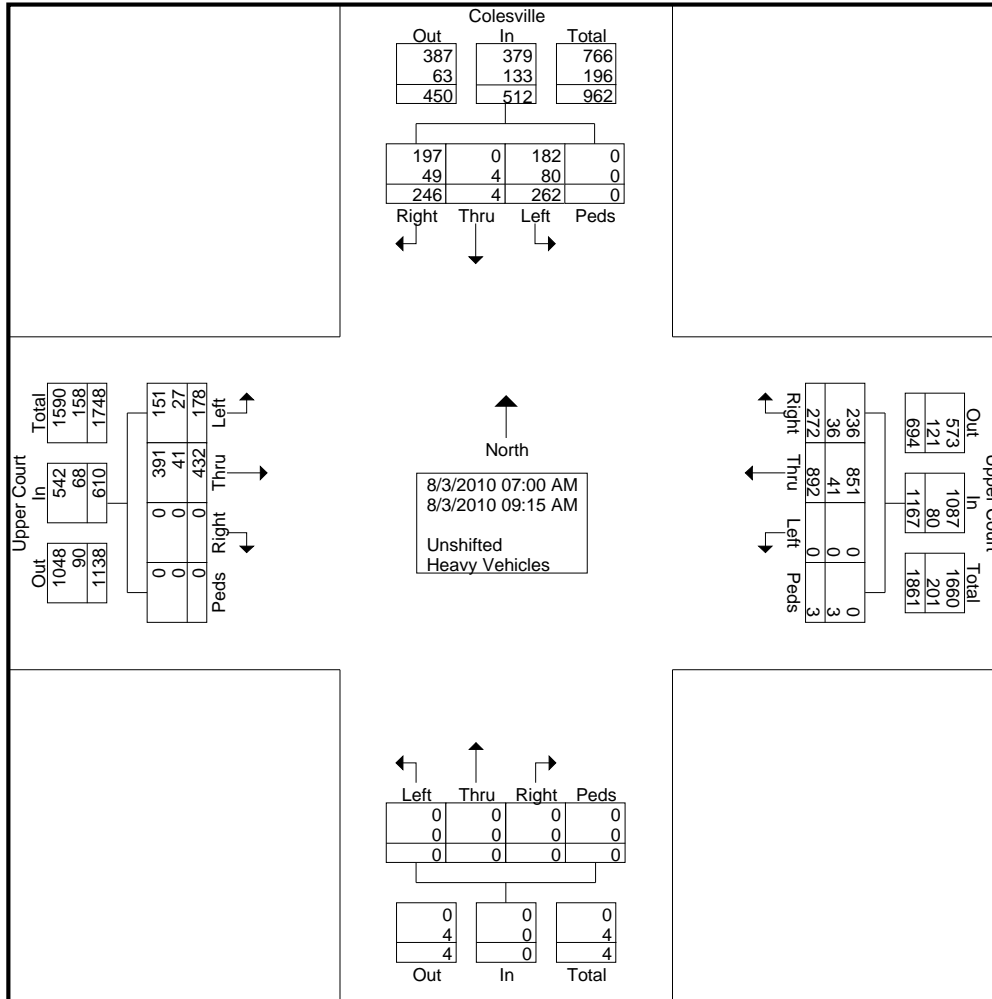 Colesville
Out In Total
387 379 766
63 133 196
450 512 962
197 0 182 0
49 4 80 0
246 4 262 0
Right Thru Left Peds
Upper Court
Total In Out
1590 542 1048
158 68 90
1748 610 1138
151 391 0 0
27 41 0 0
178 432 0 0
Left Thru Right Peds
North
8/3/2010 07:00 AM
8/3/2010 09:15 AM
Unshifted
Heavy Vehicles
Upper Court
Out In Total
573 1087 1660
121 80 201
694 1167 1861
236 851 0 0
36 41 0 3
272 892 0 3
Right Thru Left Peds
Left Thru Right Peds
0 0 0 0
0 0 0 0
0 0 0 0
0 0 0
4 0 4
4 0 4
Out In Total